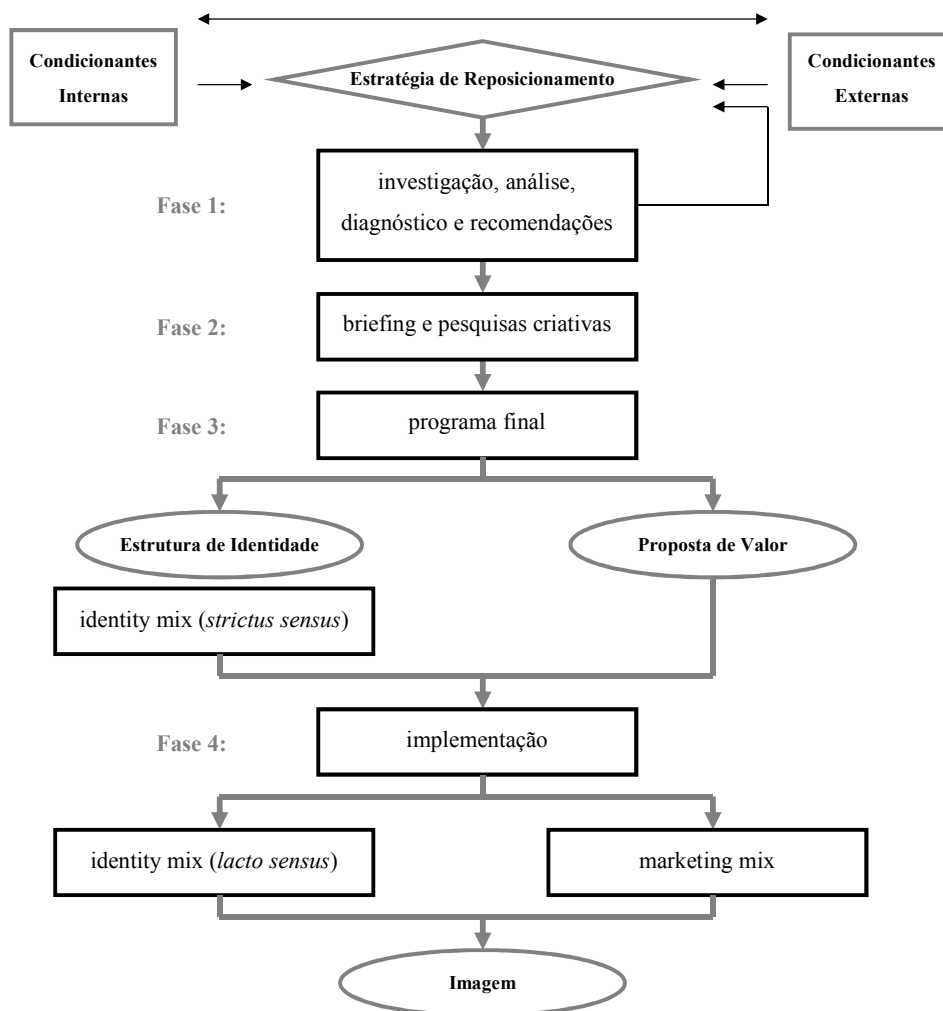 Condicionantes
Internas
Estratégia de Reposicionamento
Condicionantes
Externas
Fase 1:
investigação, análise,
diagnóstico e recomendações
Fase 2:
briefing e pesquisas criativas
Fase 3:
programa final
Estrutura de Identidade
Proposta de Valor
identity mix (strictus sensus)
Fase 4:
implementação
identity mix (lacto sensus)
marketing mix
Imagem